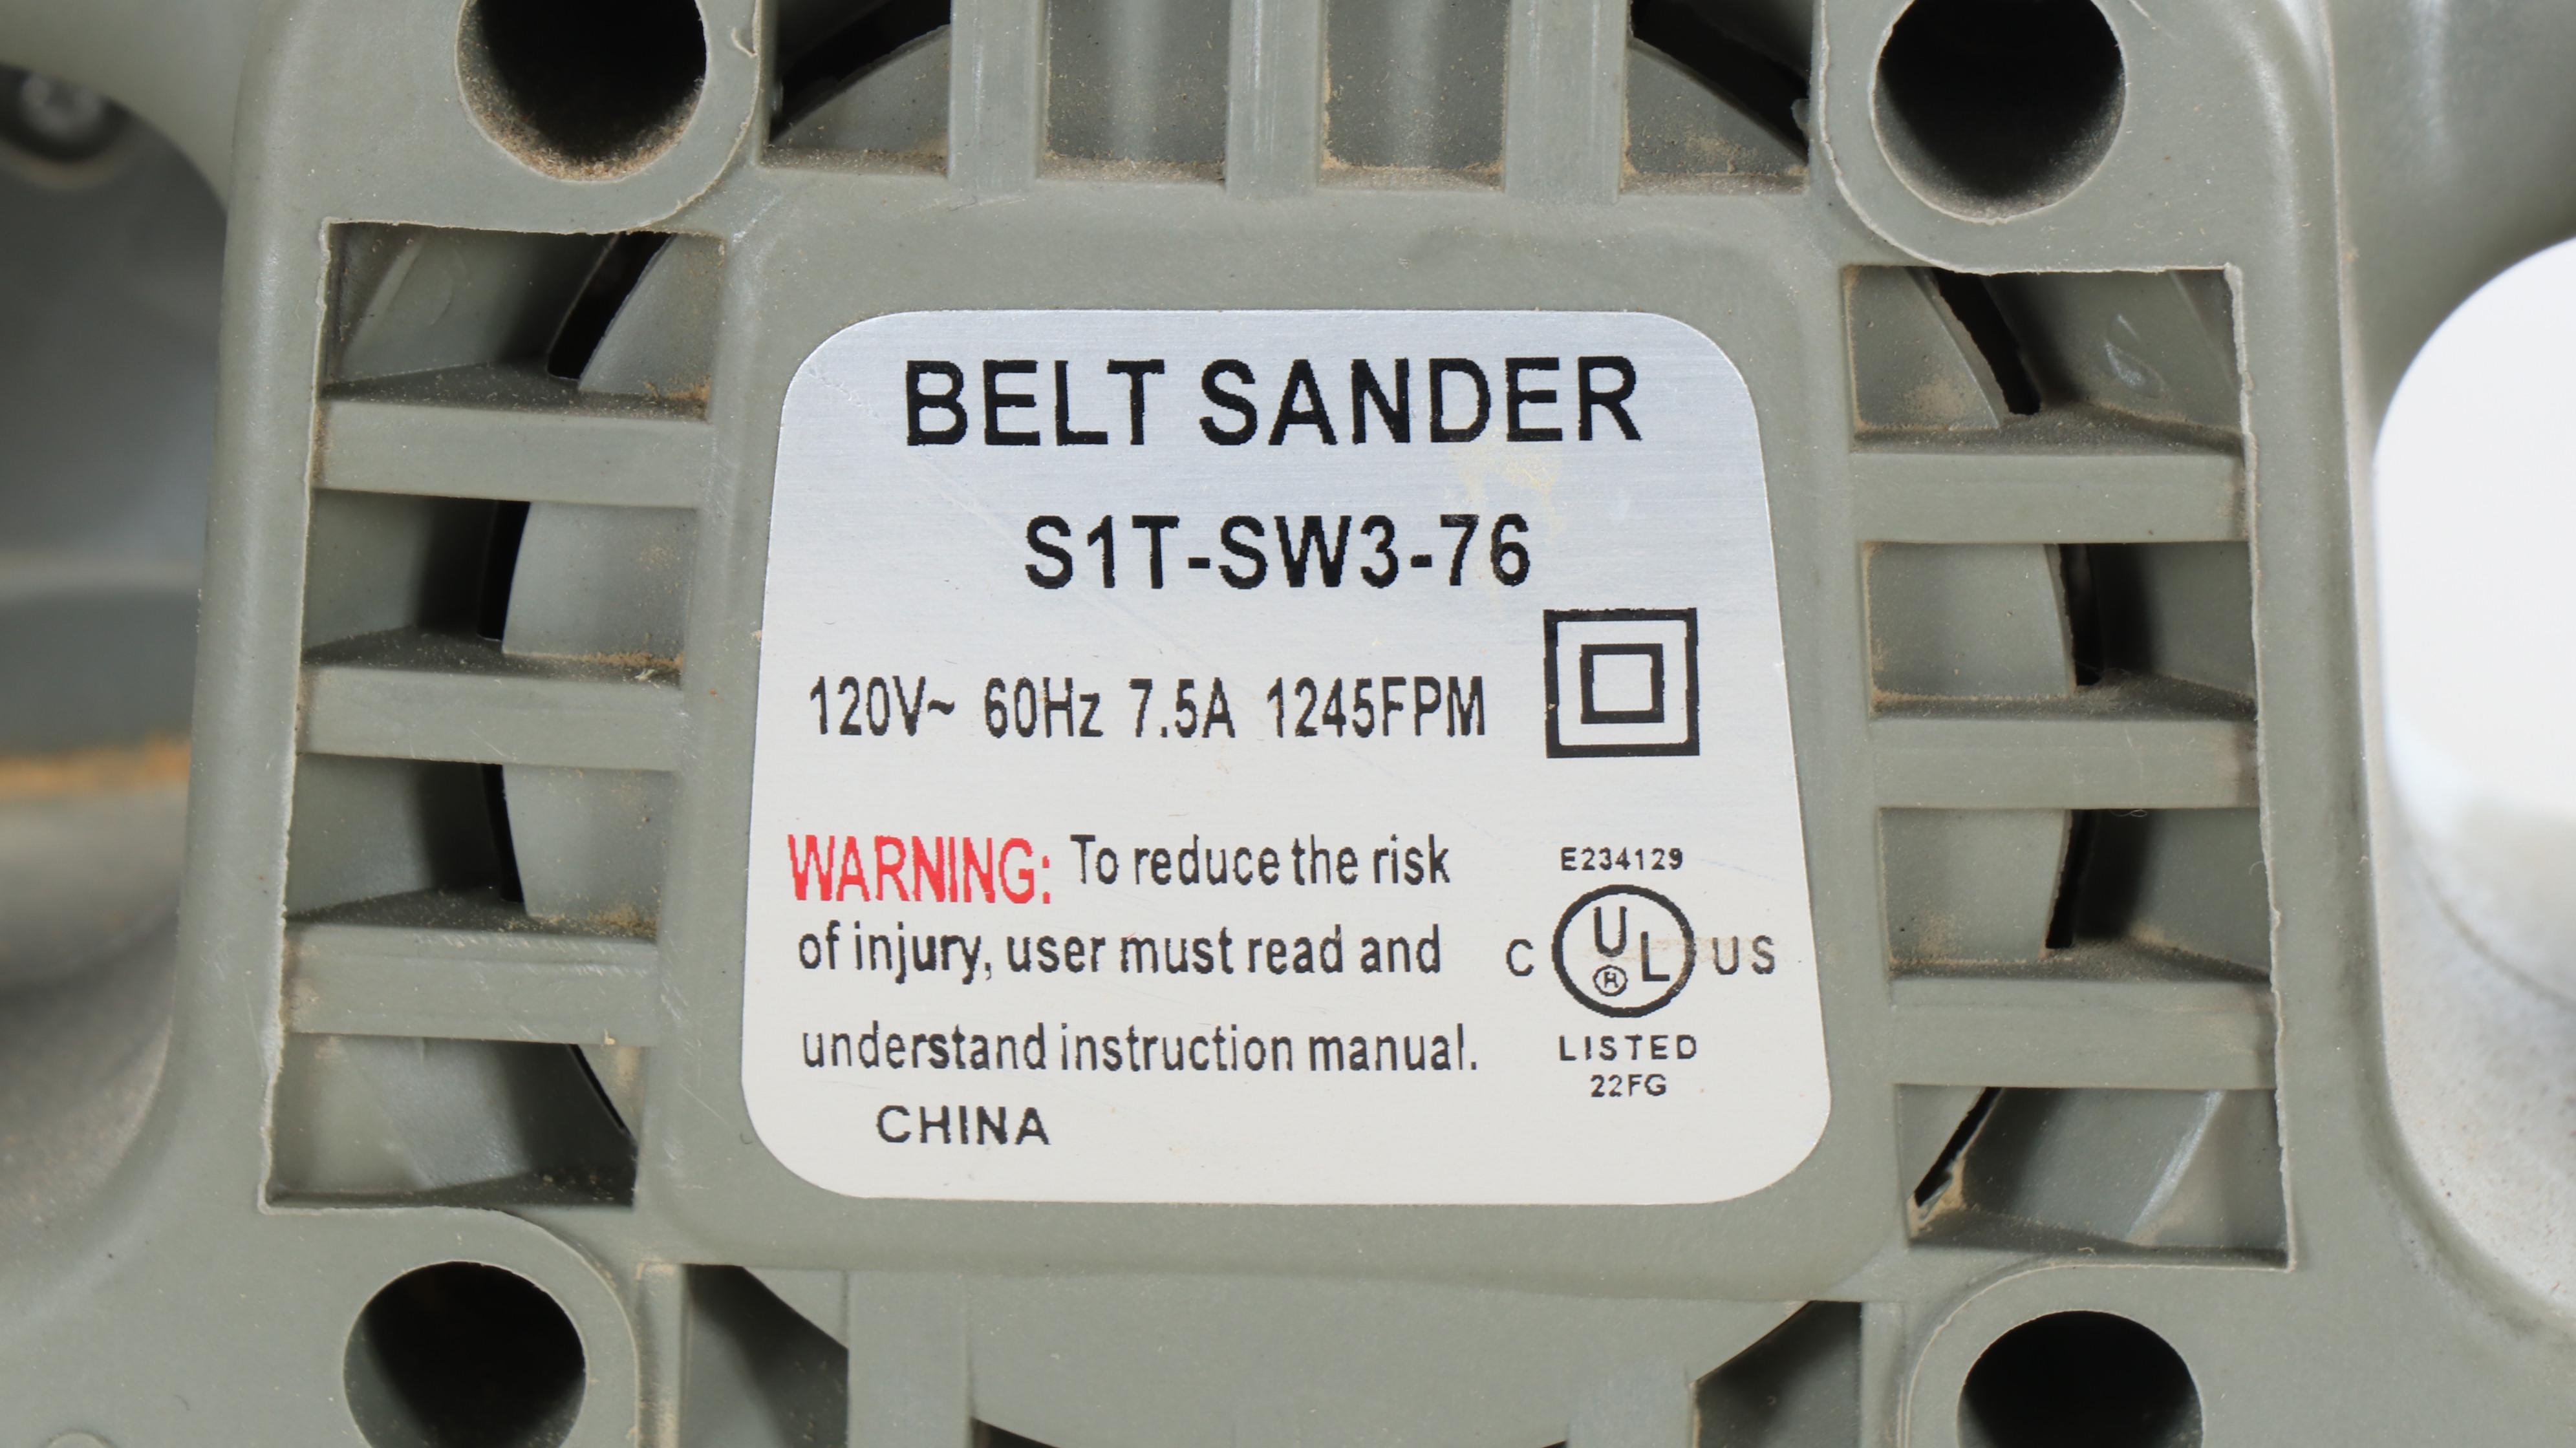 BELT SANDER
S1T-SW3-76
120V~ 60Hz 7.5A 1245FPM
WARNING: To reduce the risk
of injury, user must read and
understand instruction manual.
CHINA
E234129
C UL® US
LISTED
22FG